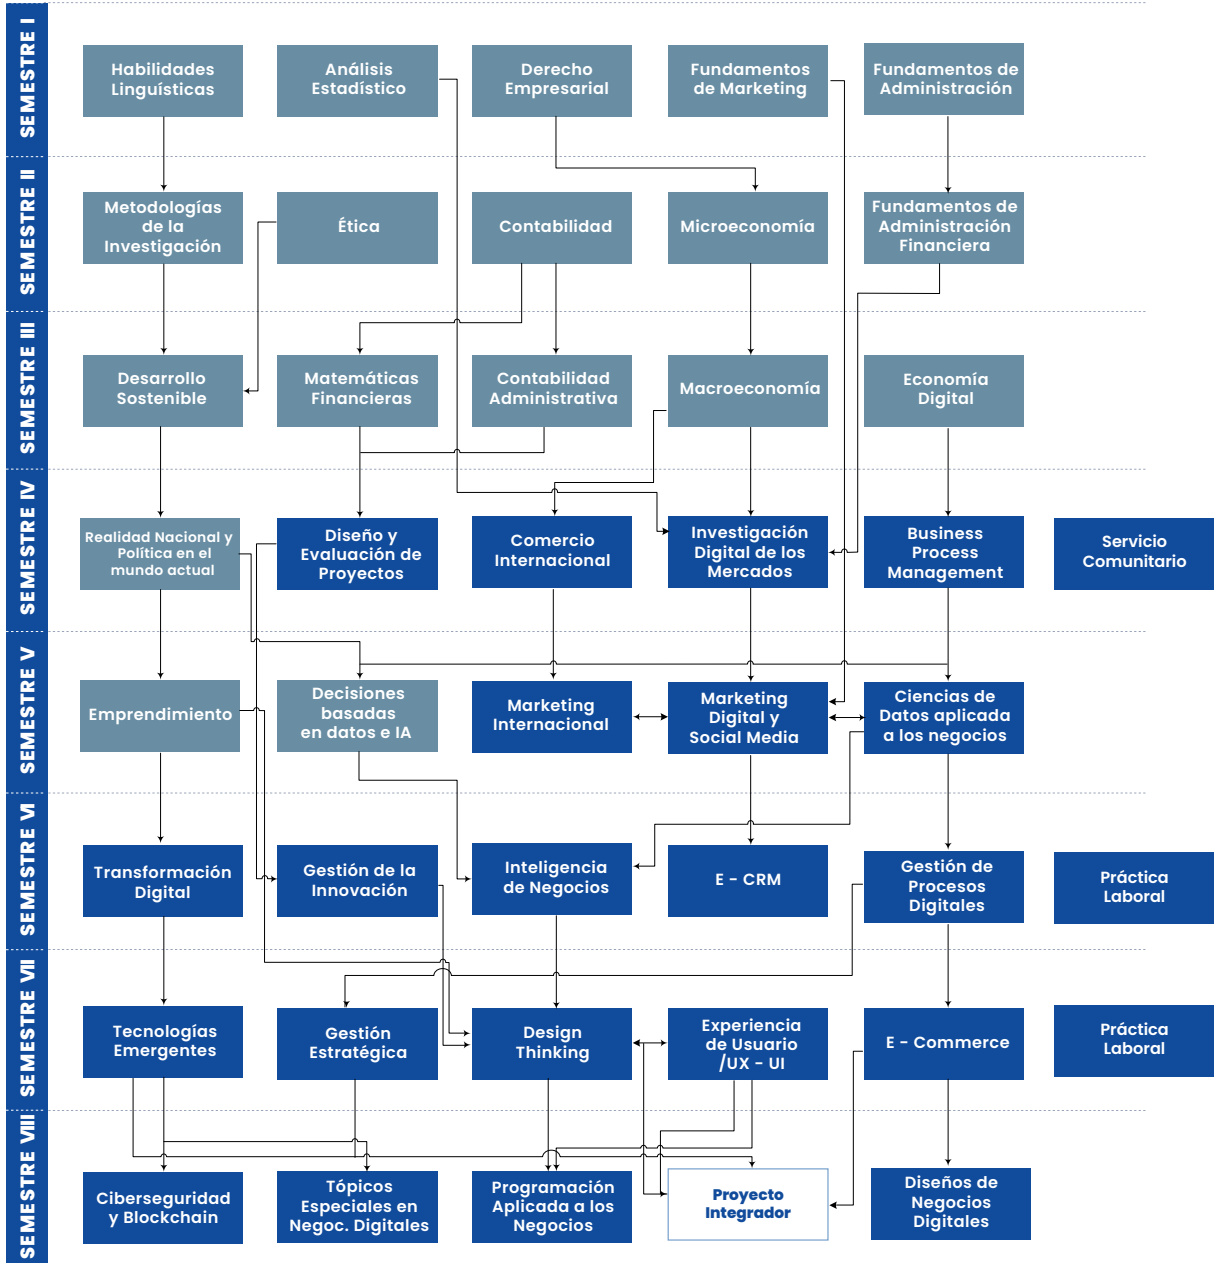 SEMESTRE I
Habilidades
Linguísticas
Análisis
Estadístico
Derecho
Empresarial
Fundamentos
de Marketing
Fundamentos de
Administración
SEMESTRE II
Metodologías
de la
Investigación
Ética
Contabilidad
Microeconomía
Fundamentos de
Administración
Financiera
SEMESTRE III
Desarrollo
Sostenible
Matemáticas
Financieras
Contabilidad
Administrativa
Macroeconomía
Economía
Digital
SEMESTRE IV
Realidad Nacional y
Política en el
mundo actual
Diseño y
Evaluación de
Proyectos
Comercio
Internacional
Investigación
Digital de los
Mercados
Business
Process
Management
Servicio
Comunitario
SEMESTRE V
Emprendimiento
Decisiones
basadas
en datos e IA
Marketing
Internacional
Marketing
Digital y
Social Media
Ciencias de
Datos aplicada
a los negocios
SEMESTRE VI
Transformación
Digital
Gestión de la
Innovación
Inteligencia
de Negocios
E - CRM
Gestión de
Procesos
Digitales
Práctica
Laboral
SEMESTRE VII
Tecnologías
Emergentes
Gestión
Estratégica
Design
Thinking
Experiencia
de Usuario
/UX - UI
E - Commerce
Práctica
Laboral
SEMESTRE VIII
Ciberseguridad
y Blockchain
Tópicos
Especiales en
Negoc. Digitales
Programación
Aplicada a los
Negocios
Proyecto
Integrador
Diseños de
Negocios
Digitales